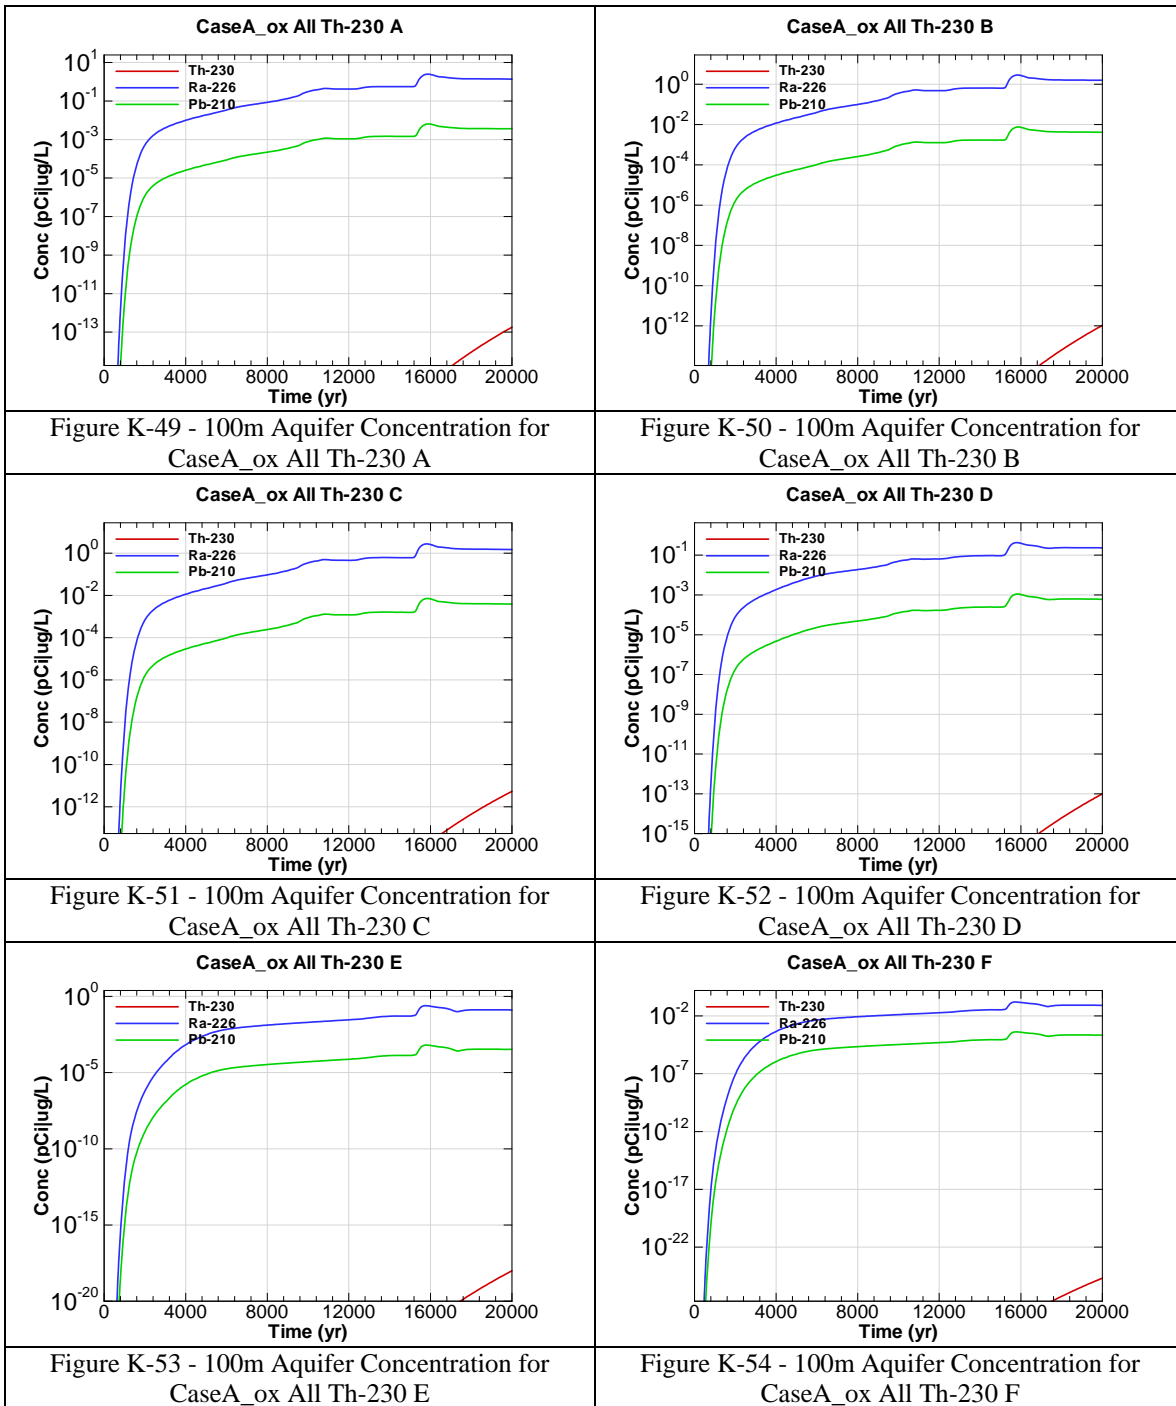 CaseA_ox All Th-230 A
Conc (pCi|ug/L)
10^1
10^-1
10^-3
10^-5
10^-7
10^-9
10^-11
10^-13
Th-230
Ra-226
Pb-210
0 4000 8000 12000 16000 20000
Time (yr)
Figure K-49 - 100m Aquifer Concentration for
CaseA_ox All Th-230 A
CaseA_ox All Th-230 B
Conc (pCi|ug/L)
10^0
10^-2
10^-4
10^-6
10^-8
10^-10
10^-12
Th-230
Ra-226
Pb-210
0 4000 8000 12000 16000 20000
Time (yr)
Figure K-50 - 100m Aquifer Concentration for
CaseA_ox All Th-230 B
CaseA_ox All Th-230 C
Conc (pCi|ug/L)
10^0
10^-2
10^-4
10^-6
10^-8
10^-10
10^-12
Th-230
Ra-226
Pb-210
0 4000 8000 12000 16000 20000
Time (yr)
Figure K-51 - 100m Aquifer Concentration for
CaseA_ox All Th-230 C
CaseA_ox All Th-230 D
Conc (pCi|ug/L)
10^-1
10^-3
10^-5
10^-7
10^-9
10^-11
10^-13
10^-15
Th-230
Ra-226
Pb-210
0 4000 8000 12000 16000 20000
Time (yr)
Figure K-52 - 100m Aquifer Concentration for
CaseA_ox All Th-230 D
CaseA_ox All Th-230 E
Conc (pCi|ug/L)
10^0
10^-5
10^-10
10^-15
10^-20
Th-230
Ra-226
Pb-210
0 4000 8000 12000 16000 20000
Time (yr)
Figure K-53 - 100m Aquifer Concentration for
CaseA_ox All Th-230 E
CaseA_ox All Th-230 F
Conc (pCi|ug/L)
10^-2
10^-7
10^-12
10^-17
10^-22
Th-230
Ra-226
Pb-210
0 4000 8000 12000 16000 20000
Time (yr)
Figure K-54 - 100m Aquifer Concentration for
CaseA_ox All Th-230 F